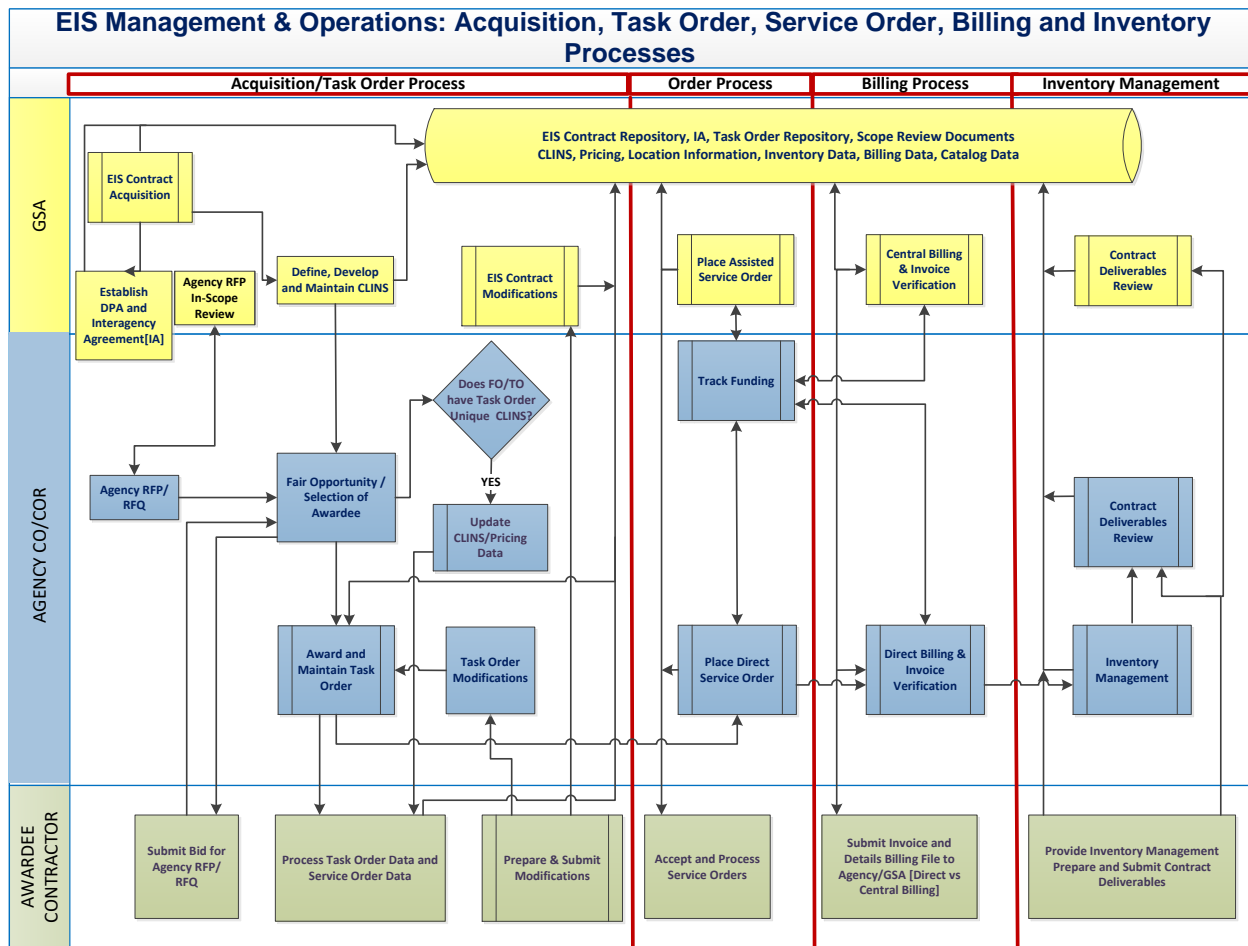 EIS Management & Operations: Acquisition, Task Order, Service Order, Billing and Inventory
Processes
Acquisition/Task Order Process
Order Process
Billing Process
Inventory Management
GSA
EIS Contract Repository, IA, Task Order Repository, Scope Review Documents
CLINS, Pricing, Location Information, Inventory Data, Billing Data, Catalog Data
EIS Contract
Acquisition
Establish
DPA and
Interagency
Agreement[IA]
Agency RFP
In-Scope
Review
Define, Develop
and Maintain CLINS
EIS Contract
Modifications
Place Assisted
Service Order
Central Billing
& Invoice
Verification
Contract
Deliverables
Review
AGENCY CO/COR
Does FO/TO
have Task Order
Unique CLINS?
YES
Track Funding
Agency RFP/
RFQ
Fair Opportunity /
Selection of
Awardee
Update
CLINS/Pricing
Data
Contract
Deliverables
Review
Award and
Maintain Task
Order
Task Order
Modifications
Place Direct
Service Order
Direct Billing &
Invoice
Verification
Inventory
Management
AWARDEE
CONTRACTOR
Submit Bid for
Agency RFP/
RFQ
Process Task Order Data and
Service Order Data
Prepare & Submit
Modifications
Accept and Process
Service Orders
Submit Invoice and
Details Billing File to
Agency/GSA [Direct vs
Central Billing]
Provide Inventory Management
Prepare and Submit Contract
Deliverables